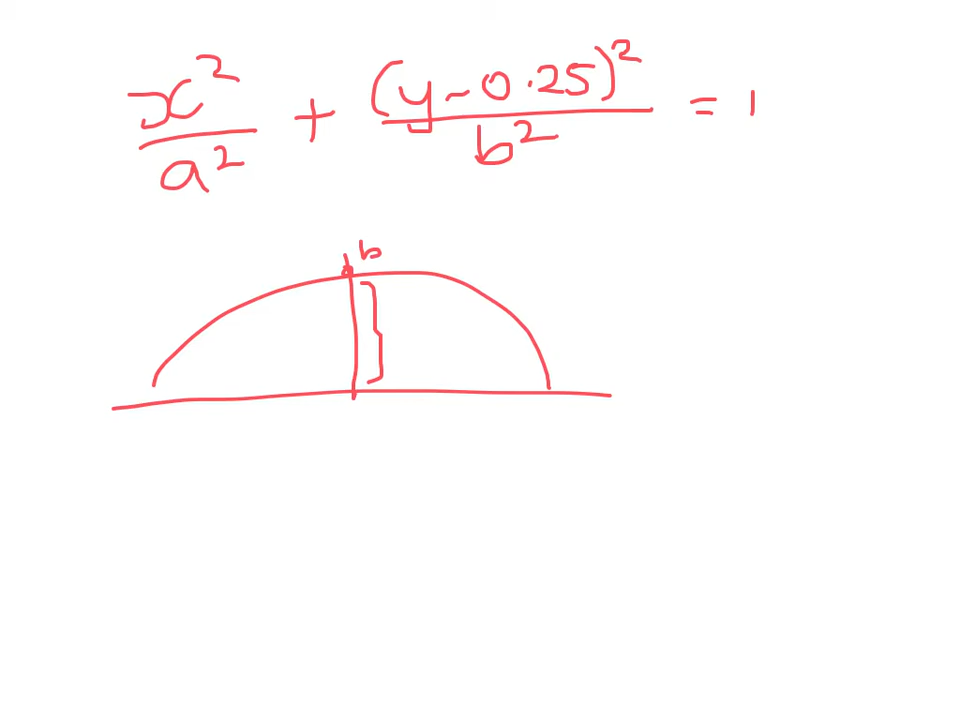 x²/a² + (y-0.25)²/b² = 1
b